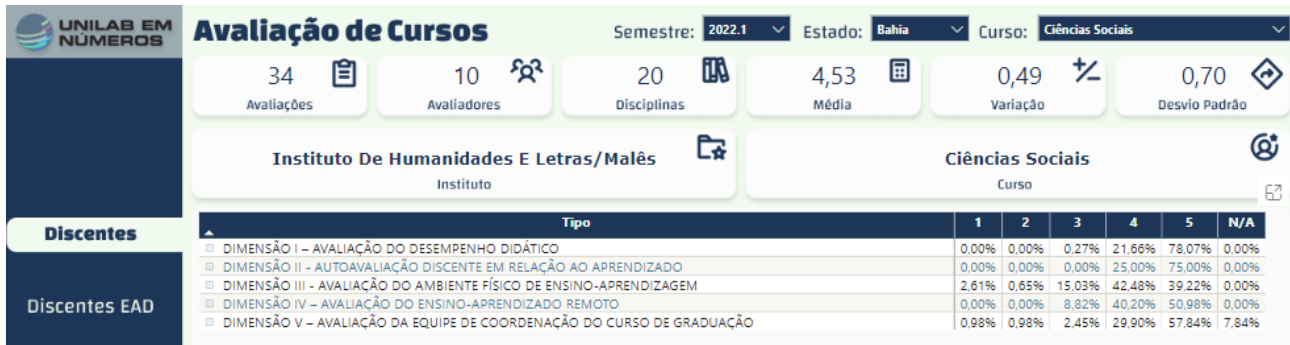 UNILAB EM
NÚMEROS
Avaliação de Cursos
Semestre: 2022.1 Estado: Bahia Curso: Ciências Sociais
34 10 20 4,53 0,49 0,70
Avaliações Avaliadores Disciplinas Média Variação Desvio Padrão
Instituto De Humanidades E Letras/Malês Ciências Sociais
Instituto Curso
Discentes
Discentes EAD
Tipo 1 2 3 4 5 N/A
DIMENSÃO I – AVALIAÇÃO DO DESEMPENHO DIDÁTICO 0,00% 0,00% 0,27% 21,66% 78,07% 0,00%
DIMENSÃO II - AUTOAVALIAÇÃO DISCENTE EM RELAÇÃO AO APRENDIZADO 0,00% 0,00% 0,00% 25,00% 75,00% 0,00%
DIMENSÃO III - AVALIAÇÃO DO AMBIENTE FÍSICO DE ENSINO-APRENDIZAGEM 2,61% 0,65% 15,03% 42,48% 39,22% 0,00%
DIMENSÃO IV – AVALIAÇÃO DO ENSINO-APRENDIZADO REMOTO 0,00% 0,00% 8,82% 40,20% 50,98% 0,00%
DIMENSÃO V – AVALIAÇÃO DA EQUIPE DE COORDENAÇÃO DO CURSO DE GRADUAÇÃO 0,98% 0,98% 2,45% 29,90% 57,84% 7,84%